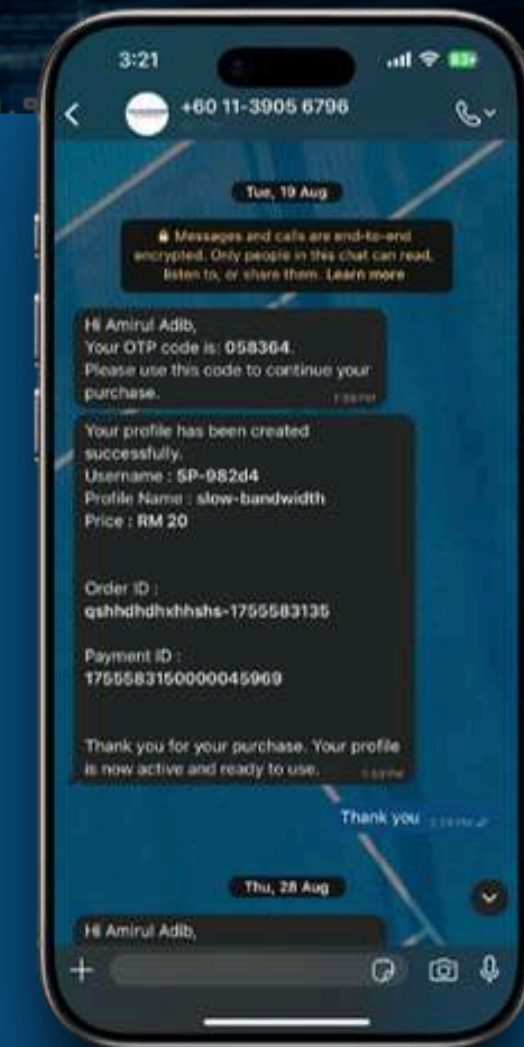 3:21
83
+60 11-3905 6796
Tue, 19 Aug
Messages and calls are end-to-end
encrypted. Only people in this chat can read,
listen to, or share them. Learn more
Hi Amirul Adib,
Your OTP code is: 058364.
Please use this code to continue your
purchase.
Your profile has been created
successfully.
Username : SP-982d4
Profile Name : slow-bandwidth
Price : RM 20
Order ID :
qshhdhdhxhhshs-1755583135
Payment ID :
1755583150000045969
Thank you for your purchase. Your profile
is now active and ready to use.
Thank you
Thu, 28 Aug
Hi Amirul Adib,